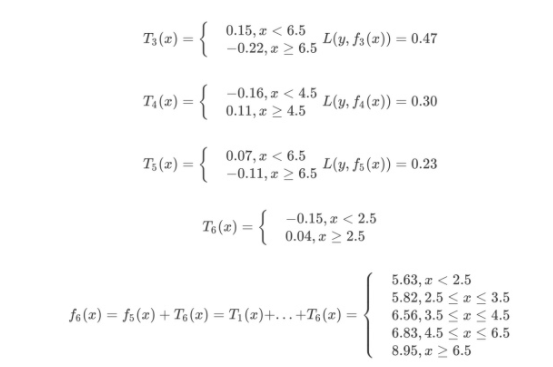 T₃(x) = { 0.15, x < 6.5
−0.22, x ≥ 6.5 L(y, f₃(x)) = 0.47
T₄(x) = { −0.16, x < 4.5
0.11, x ≥ 4.5 L(y, f₄(x)) = 0.30
T₅(x) = { 0.07, x < 6.5
−0.11, x ≥ 6.5 L(y, f₅(x)) = 0.23
T₆(x) = { −0.15, x < 2.5
0.04, x ≥ 2.5
f₆(x) = f₅(x) + T₆(x) = T₁(x)+...+T₆(x) = { 5.63, x < 2.5
5.82, 2.5 ≤ x ≤ 3.5
6.56, 3.5 ≤ x ≤ 4.5
6.83, 4.5 ≤ x ≤ 6.5
8.95, x ≥ 6.5